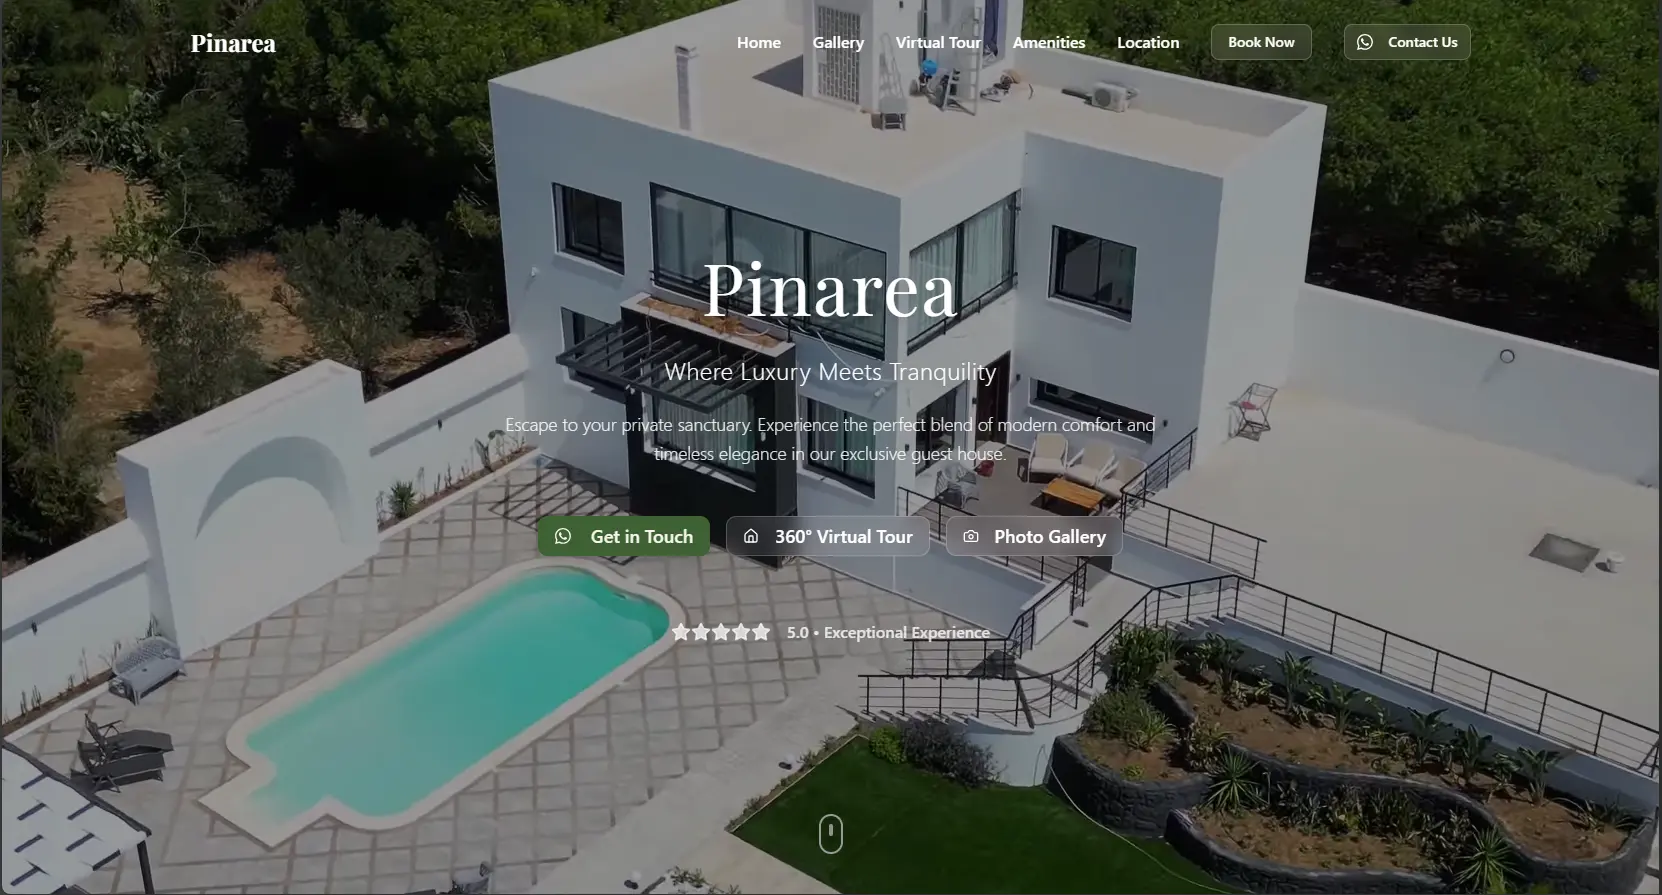 Pinarea
Home
Gallery
Virtual Tour
Amenities
Location
Book Now
Contact Us
Pinarea
Where Luxury Meets Tranquility
Escape to your private sanctuary. Experience the perfect blend of modern comfort and
timeless elegance in our exclusive guest house.
Get in Touch
360° Virtual Tour
Photo Gallery
5.0 • Exceptional Experience